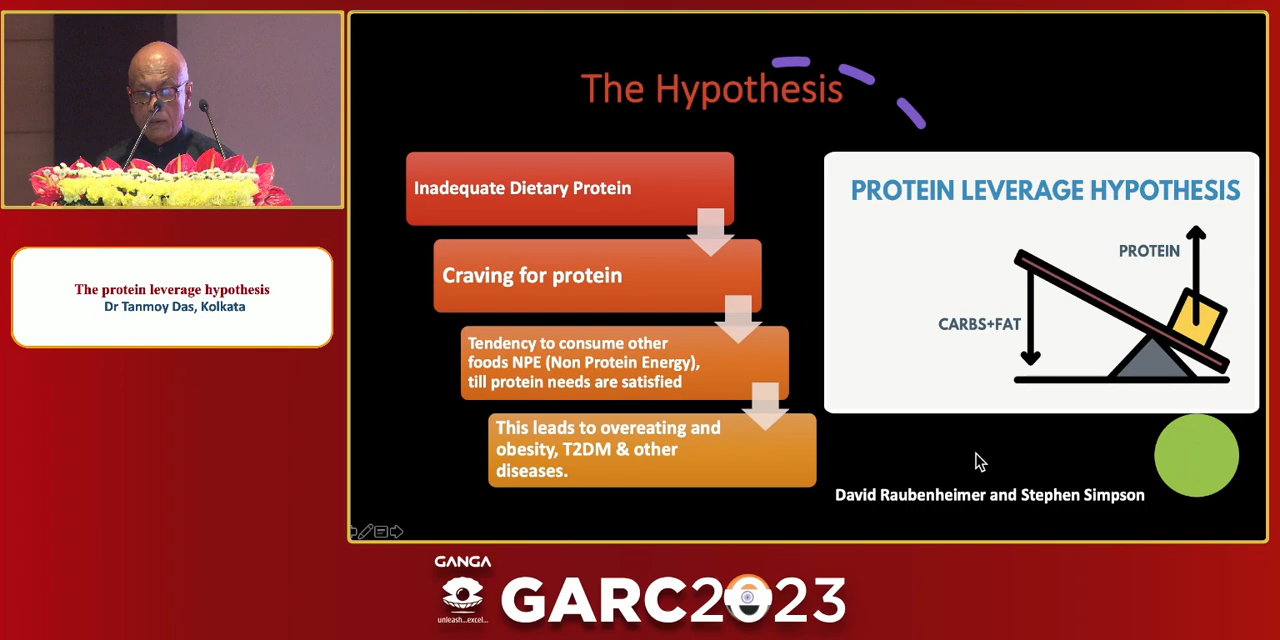 The Hypothesis
Inadequate Dietary Protein
Craving for protein
Tendency to consume other
foods NPE (Non Protein Energy),
till protein needs are satisfied
This leads to overeating and
obesity, T2DM & other
diseases.
PROTEIN LEVERAGE HYPOTHESIS
PROTEIN
CARBS+FAT
David Raubenheimer and Stephen Simpson
The protein leverage hypothesis
Dr Tanmoy Das, Kolkata
GANGA
unleash...excel...
GARC2023